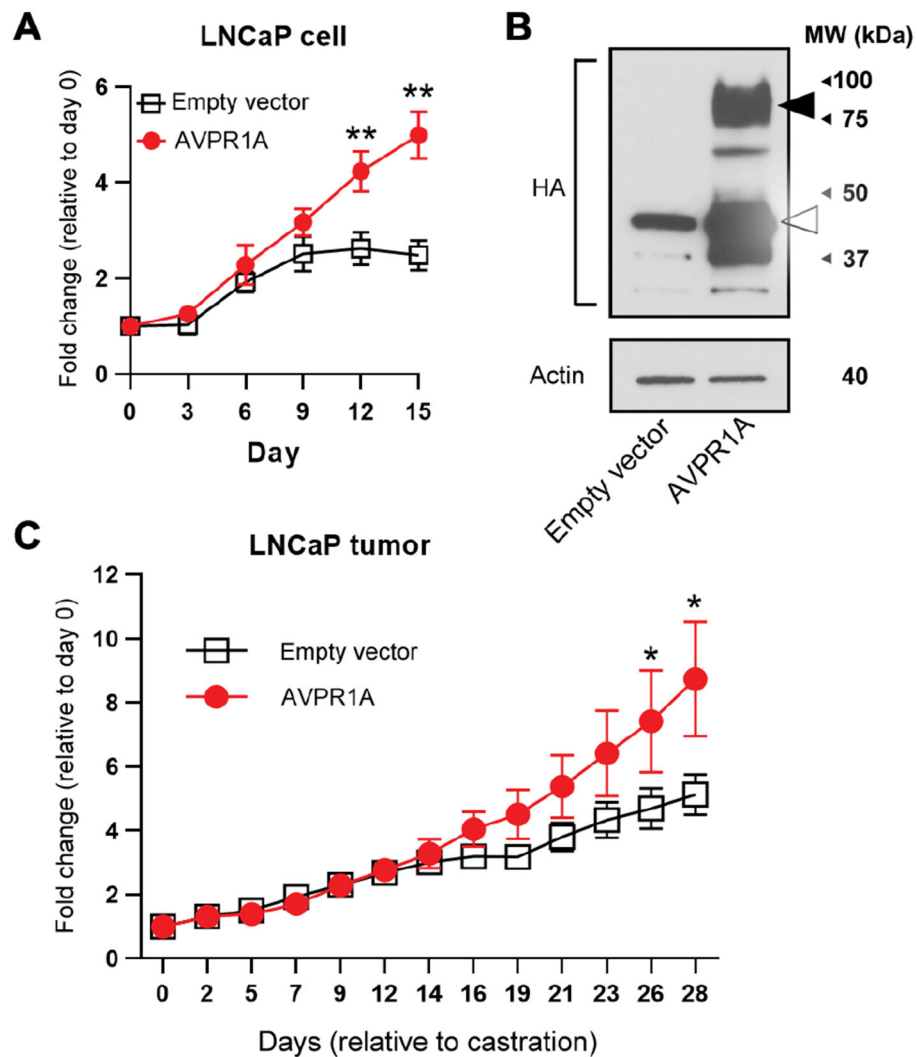 A
LNCaP cell
Fold change (relative to day 0)
6
4
2
0
Empty vector
AVPR1A
**
**
0 3 6 9 12 15
Day
B
MW (kDa)
HA
100
75
50
37
Actin
40
Empty vector
AVPR1A
C
LNCaP tumor
Fold change (relative to day 0)
12
10
8
6
4
2
0
Empty vector
AVPR1A
*
*
0 2 5 7 9 12 14 16 19 21 23 26 28
Days (relative to castration)